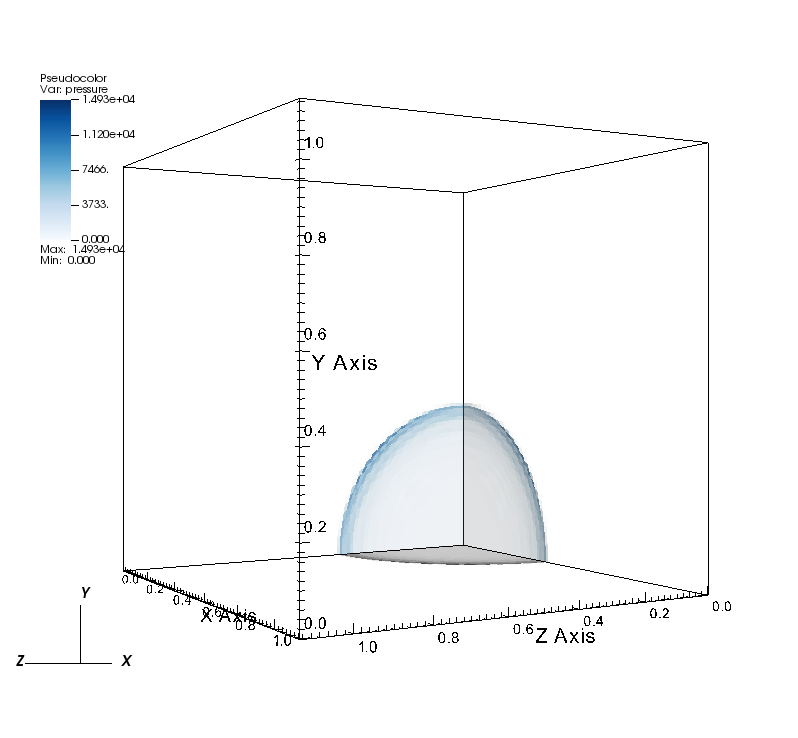 Pseudocolor
Var: pressure
1.493e+04
1.120e+04
7466.
3733.
0.000
Max: 1.493e+04
Min: 0.000
1.0
0.8
0.6
Y Axis
0.4
0.2
0.0
0.0
0.2
0.4
0.6
X Axis
0.8
1.0
1.0
0.8
0.6
Z Axis
0.4
0.2
0.0
Y
Z
X